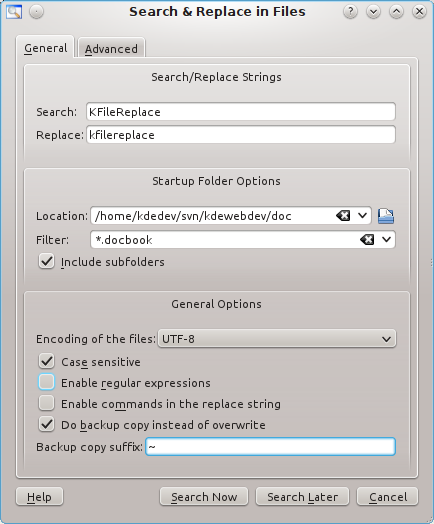 Search & Replace in Files
General Advanced
Search/Replace Strings
Search: KFileReplace
Replace: kfilereplace
Startup Folder Options
Location: /home/kdedev/svn/kdewebdev/doc
Filter: *.docbook
Include subfolders
General Options
Encoding of the files: UTF-8
Case sensitive
Enable regular expressions
Enable commands in the replace string
Do backup copy instead of overwrite
Backup copy suffix: ~
Help Search Now Search Later Cancel